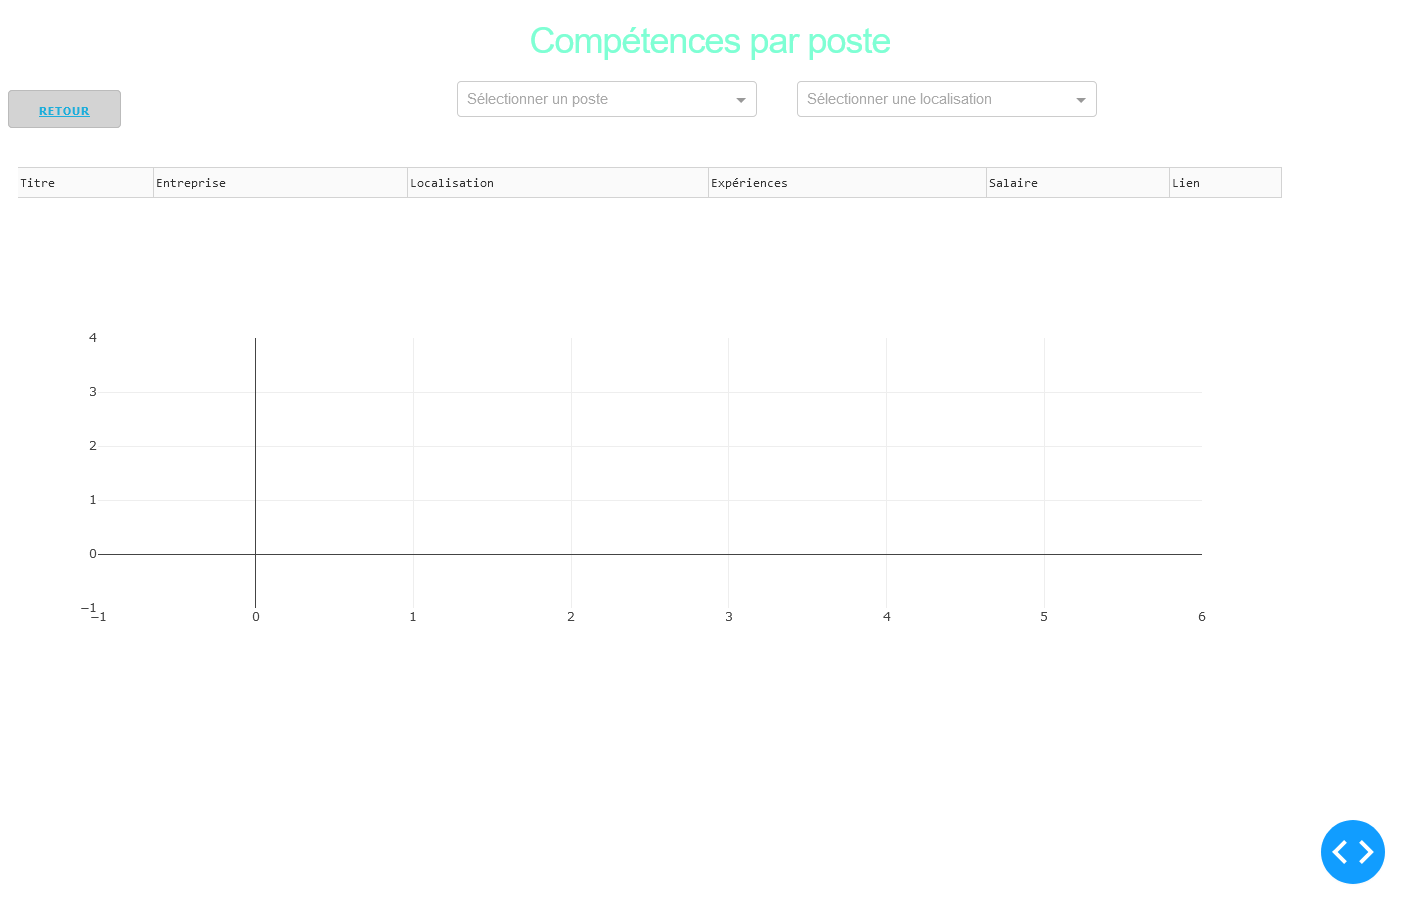 Compétences par poste
Sélectionner un poste
Sélectionner une localisation
RETOUR
Titre Entreprise Localisation Expériences Salaire Lien
4
3
2
1
0
−1
−1 0 1 2 3 4 5 6